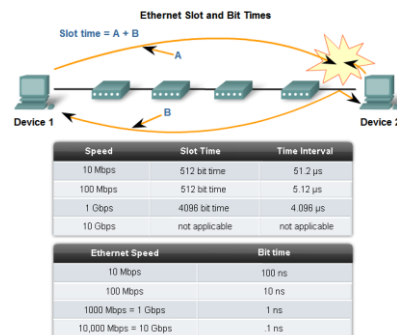 Ethernet Slot and Bit Times
Slot time = A + B
A
B
Device 1
Device 2
Speed Slot Time Time Interval
10 Mbps 512 bit time 51.2 µs
100 Mbps 512 bit time 5.12 µs
1 Gbps 4096 bit time 4.096 µs
10 Gbps not applicable not applicable
Ethernet Speed Bit time
10 Mbps 100 ns
100 Mbps 10 ns
1000 Mbps = 1 Gbps 1 ns
10,000 Mbps = 10 Gbps .1 ns